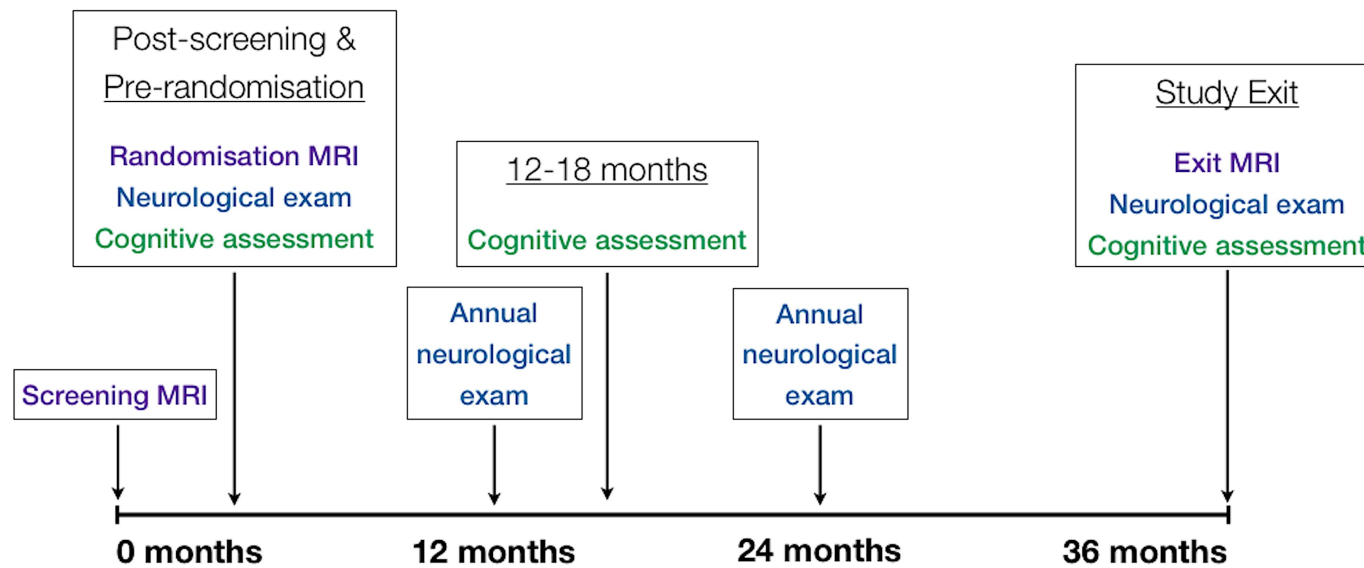 Post-screening &
Pre-randomisation
Randomisation MRI
Neurological exam
Cognitive assessment
12-18 months
Cognitive assessment
Study Exit
Exit MRI
Neurological exam
Cognitive assessment
Screening MRI
Annual
neurological
exam
Annual
neurological
exam
0 months
12 months
24 months
36 months